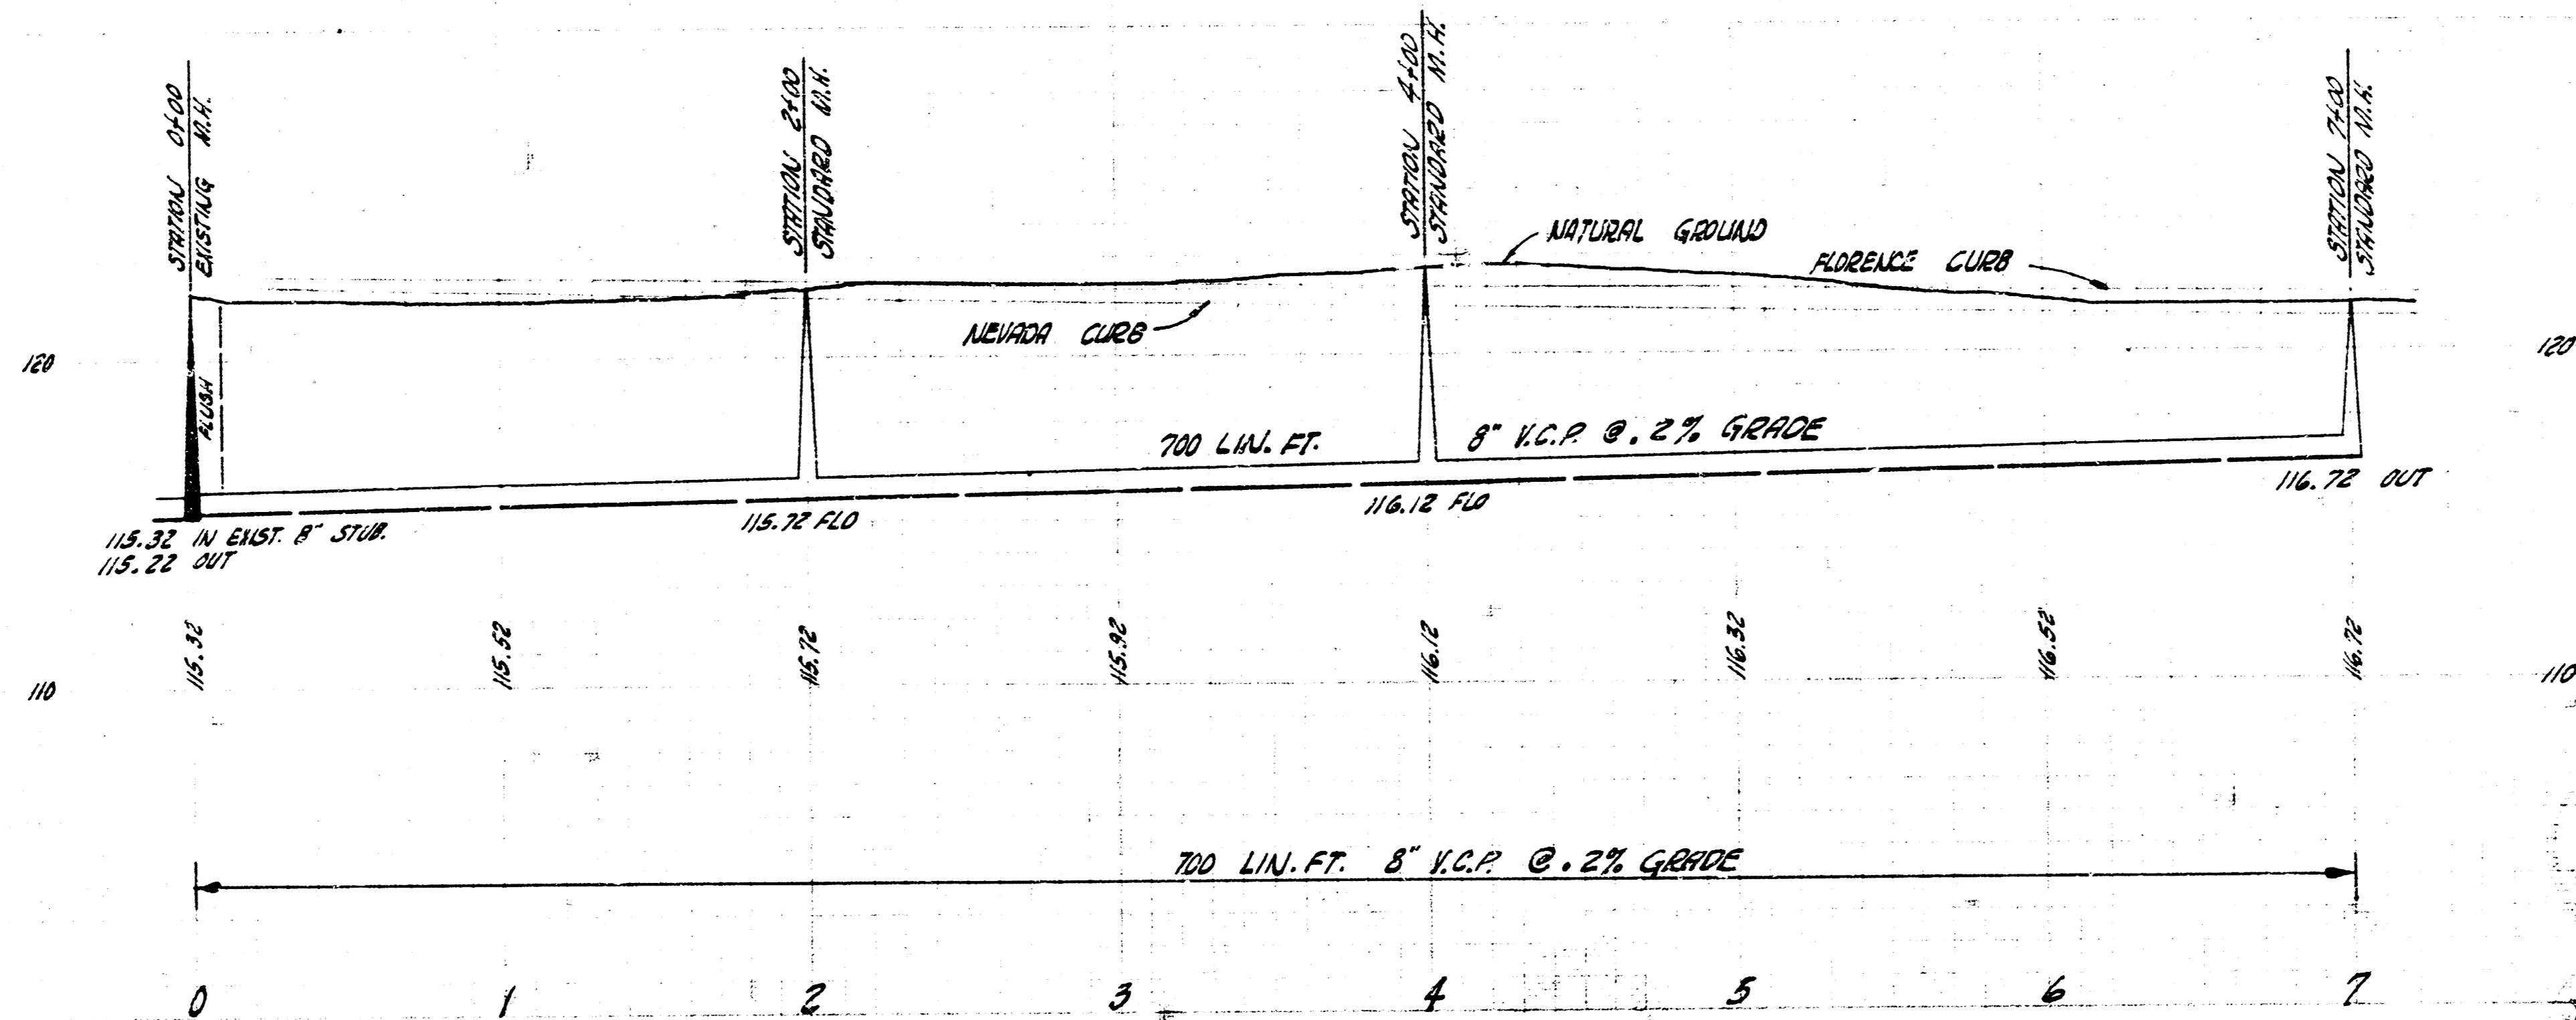 STATION 0+00
EXISTING M.H.
STATION 2+00
STANDARD M.H.
STATION 4+00
STANDARD M.H.
STATION 7+00
STANDARD M.H.
NATURAL GROUND
FLORENCE CURB
NEVADA CURB
120
120
FLUSH
700 LIN. FT. 8" V.C.P. @ .2% GRADE
115.32 IN EXIST. 8" STUB.
115.22 OUT
115.72 FLO
116.12 FLO
116.72 OUT
115.32
115.52
115.72
115.92
116.12
116.32
116.52
116.72
110
110
700 LIN. FT. 8" V.C.P. @ .2% GRADE
0 1 2 3 4 5 6 7